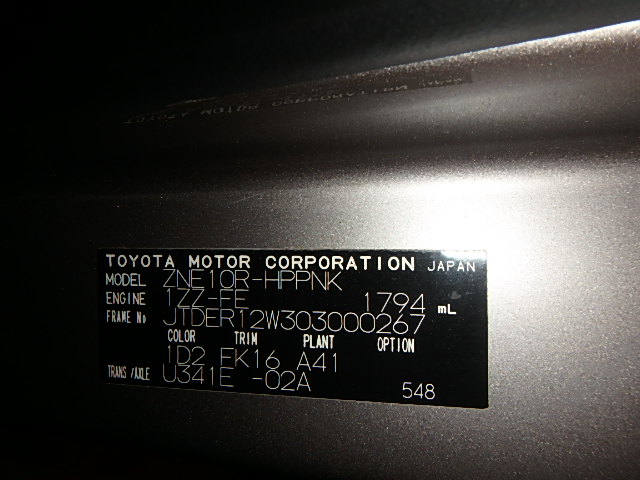 TOYOTA MOTOR CORPORATION JAPAN
MODEL ZNE10R-HPPNK
ENGINE 1ZZ-FE 1794 mL
FRAME No JTDER12W303000267
COLOR TRIM PLANT OPTION
1D2 FK16 A41
TRANS/AXLE U341E -02A
548